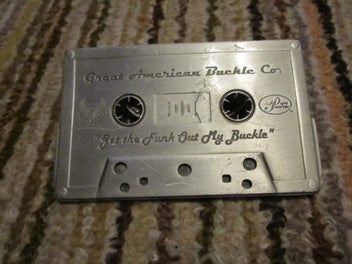 Great American Buckle Co.
"Get the Funk Out My Buckle"